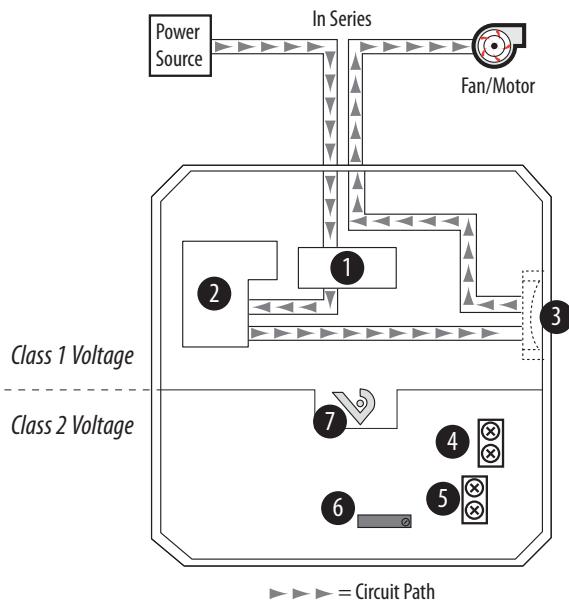 Power
Source
In Series
Fan/Motor
1
2
3
Class 1 Voltage
Class 2 Voltage
7
4
5
6
= Circuit Path